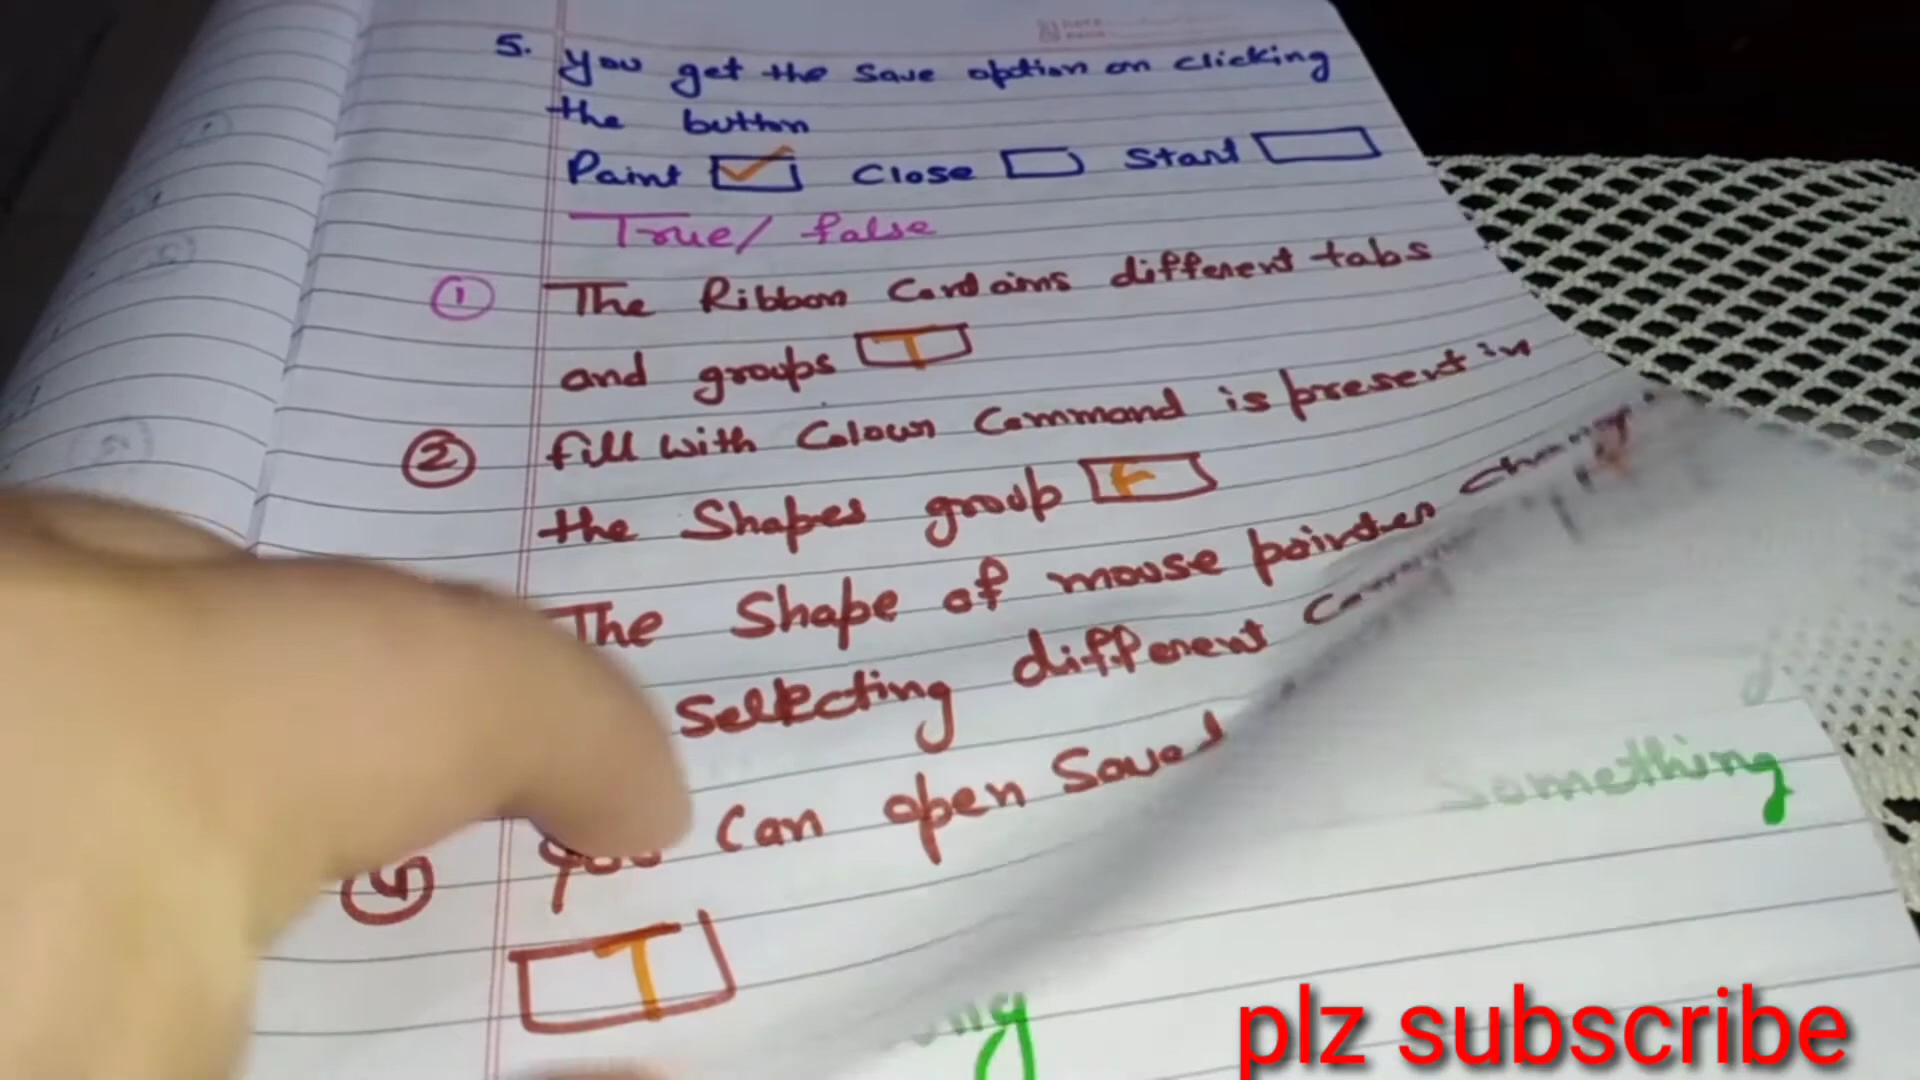 5. You get the save option on clicking
the button
Paint ✓ Close Start
True/ false
① The Ribbon Contains different tabs
and groups T
② fill with Colour Command is present in
the Shapes group F
The Shape of mouse pointer
selecting different
④ You can open Saved
T
Something
plz subscribe